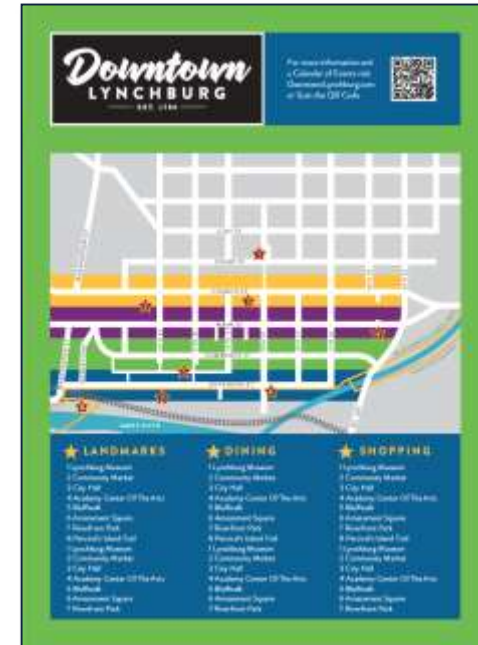 Downtown
LYNCHBURG
EST. 1786
For more information and
a Calendar of Events visit
DowntownLynchburg.com
or Scan the QR Code
LANDMARKS
1 Lynchburg Museum
2 Community Market
3 City Hall
4 Academy Center Of The Arts
5 Bluffwalk
6 Amazement Square
7 Riverfront Park
8 Percival's Island Trail
1 Lynchburg Museum
2 Community Market
3 City Hall
4 Academy Center Of The Arts
5 Bluffwalk
6 Amazement Square
7 Riverfront Park
DINING
1 Lynchburg Museum
2 Community Market
3 City Hall
4 Academy Center Of The Arts
5 Bluffwalk
6 Amazement Square
7 Riverfront Park
8 Percival's Island Trail
1 Lynchburg Museum
2 Community Market
3 City Hall
4 Academy Center Of The Arts
5 Bluffwalk
6 Amazement Square
7 Riverfront Park
SHOPPING
1 Lynchburg Museum
2 Community Market
3 City Hall
4 Academy Center Of The Arts
5 Bluffwalk
6 Amazement Square
7 Riverfront Park
8 Percival's Island Trail
1 Lynchburg Museum
2 Community Market
3 City Hall
4 Academy Center Of The Arts
5 Bluffwalk
6 Amazement Square
7 Riverfront Park